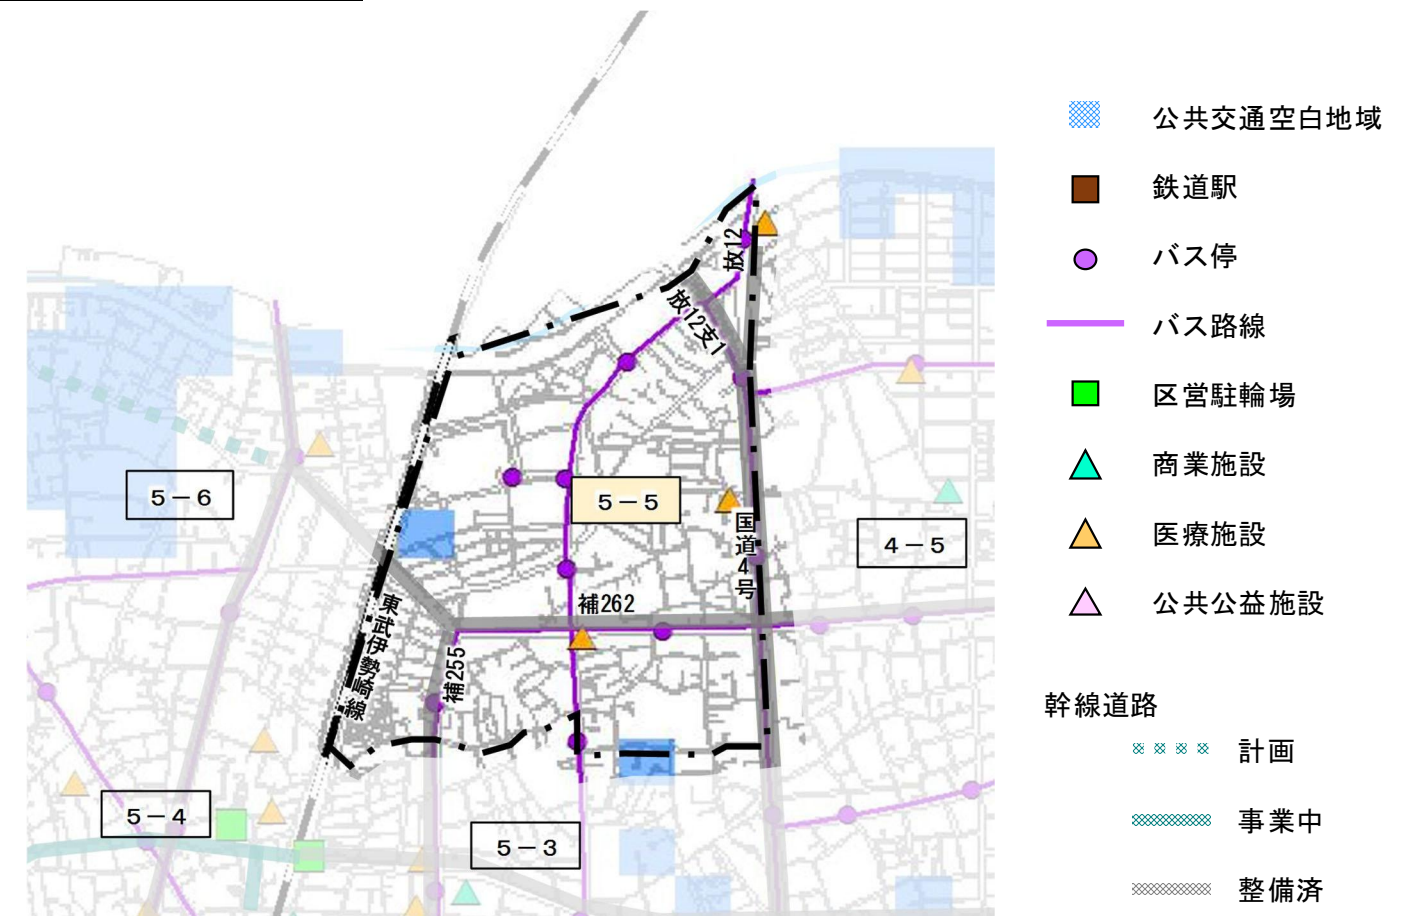 公共交通空白地域
鉄道駅
バス停
バス路線
区営駐輪場
商業施設
医療施設
公共公益施設
幹線道路
計画
事業中
整備済
放12
放12支1
5－6
5－5
国道4号
4－5
補262
東武伊勢崎線
補255
5－4
5－3